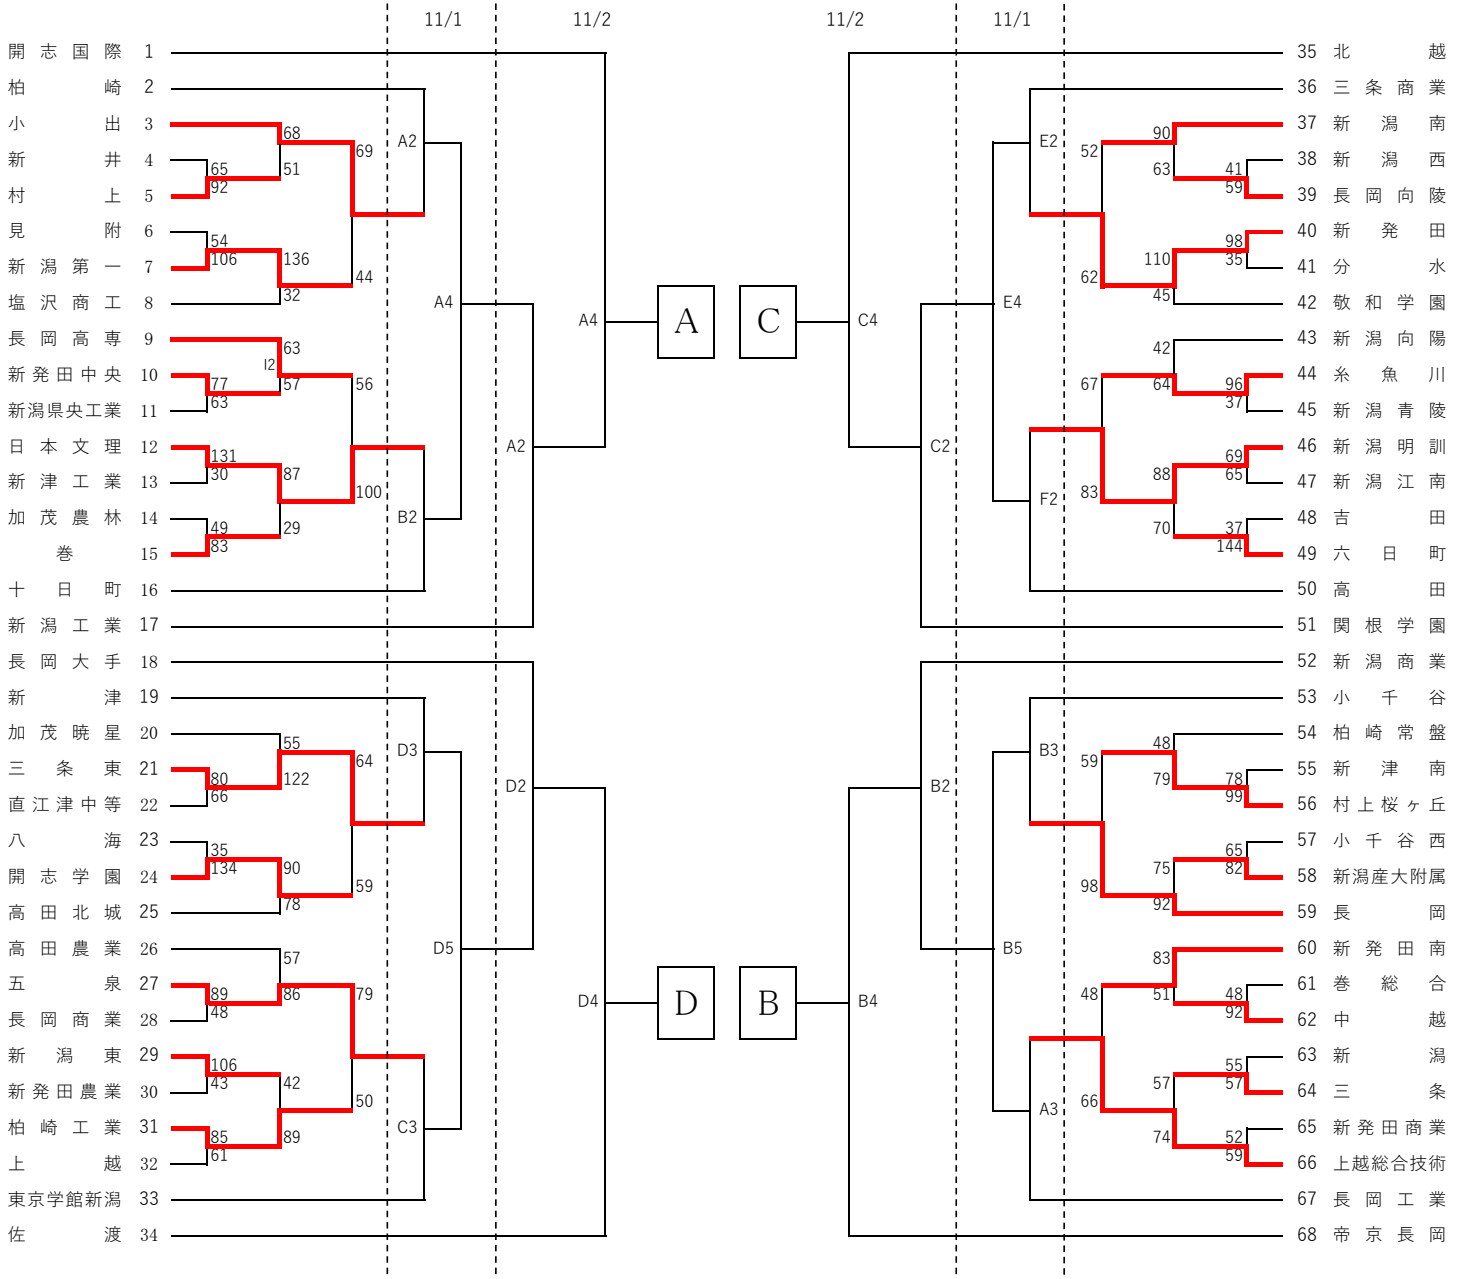 11/1 11/2 11/2 11/1
開志国際 1
柏崎 2
小出 3
新井 4
村上 5
見附 6
新潟第一 7
塩沢商工 8
長岡高専 9
新発田中央 10
新潟県央工業 11
日本文理 12
新津工業 13
加茂農林 14
巻 15
十日町 16
新潟工業 17
長岡大手 18
新津 19
加茂暁星 20
三条東 21
直江津中等 22
八海 23
開志学園 24
高田北城 25
高田農業 26
五泉 27
長岡商業 28
新潟東 29
新発田農業 30
柏崎工業 31
上越 32
東京学館新潟 33
佐渡 34
68
51
65
92
69
54
106
136
32
44
63
I2
57
77
63
56
131
30
87
100
49
83
29
A2
A4
B2
A2
A4
A
55
122
80
66
64
35
134
90
78
59
57
86
89
48
79
106
43
42
50
85
61
89
D3
D5
C3
D2
D4
D
C
C4
C2
E2
E4
F2
90
52
63
41
59
98
35
110
62
45
42
67
64
96
37
69
65
88
83
70
37
144
B
B4
B2
B3
B5
A3
48
59
79
78
99
65
82
75
98
92
83
48
51
48
92
55
57
57
66
74
52
59
35 北越
36 三条商業
37 新潟南
38 新潟西
39 長岡向陵
40 新発田
41 分水
42 敬和学園
43 新潟向陽
44 糸魚川
45 新潟青陵
46 新潟明訓
47 新潟江南
48 吉田
49 六日町
50 高田
51 関根学園
52 新潟商業
53 小千谷
54 柏崎常盤
55 新津南
56 村上桜ヶ丘
57 小千谷西
58 新潟産大附属
59 長岡
60 新発田南
61 巻総合
62 中越
63 新潟
64 三条
65 新発田商業
66 上越総合技術
67 長岡工業
68 帝京長岡